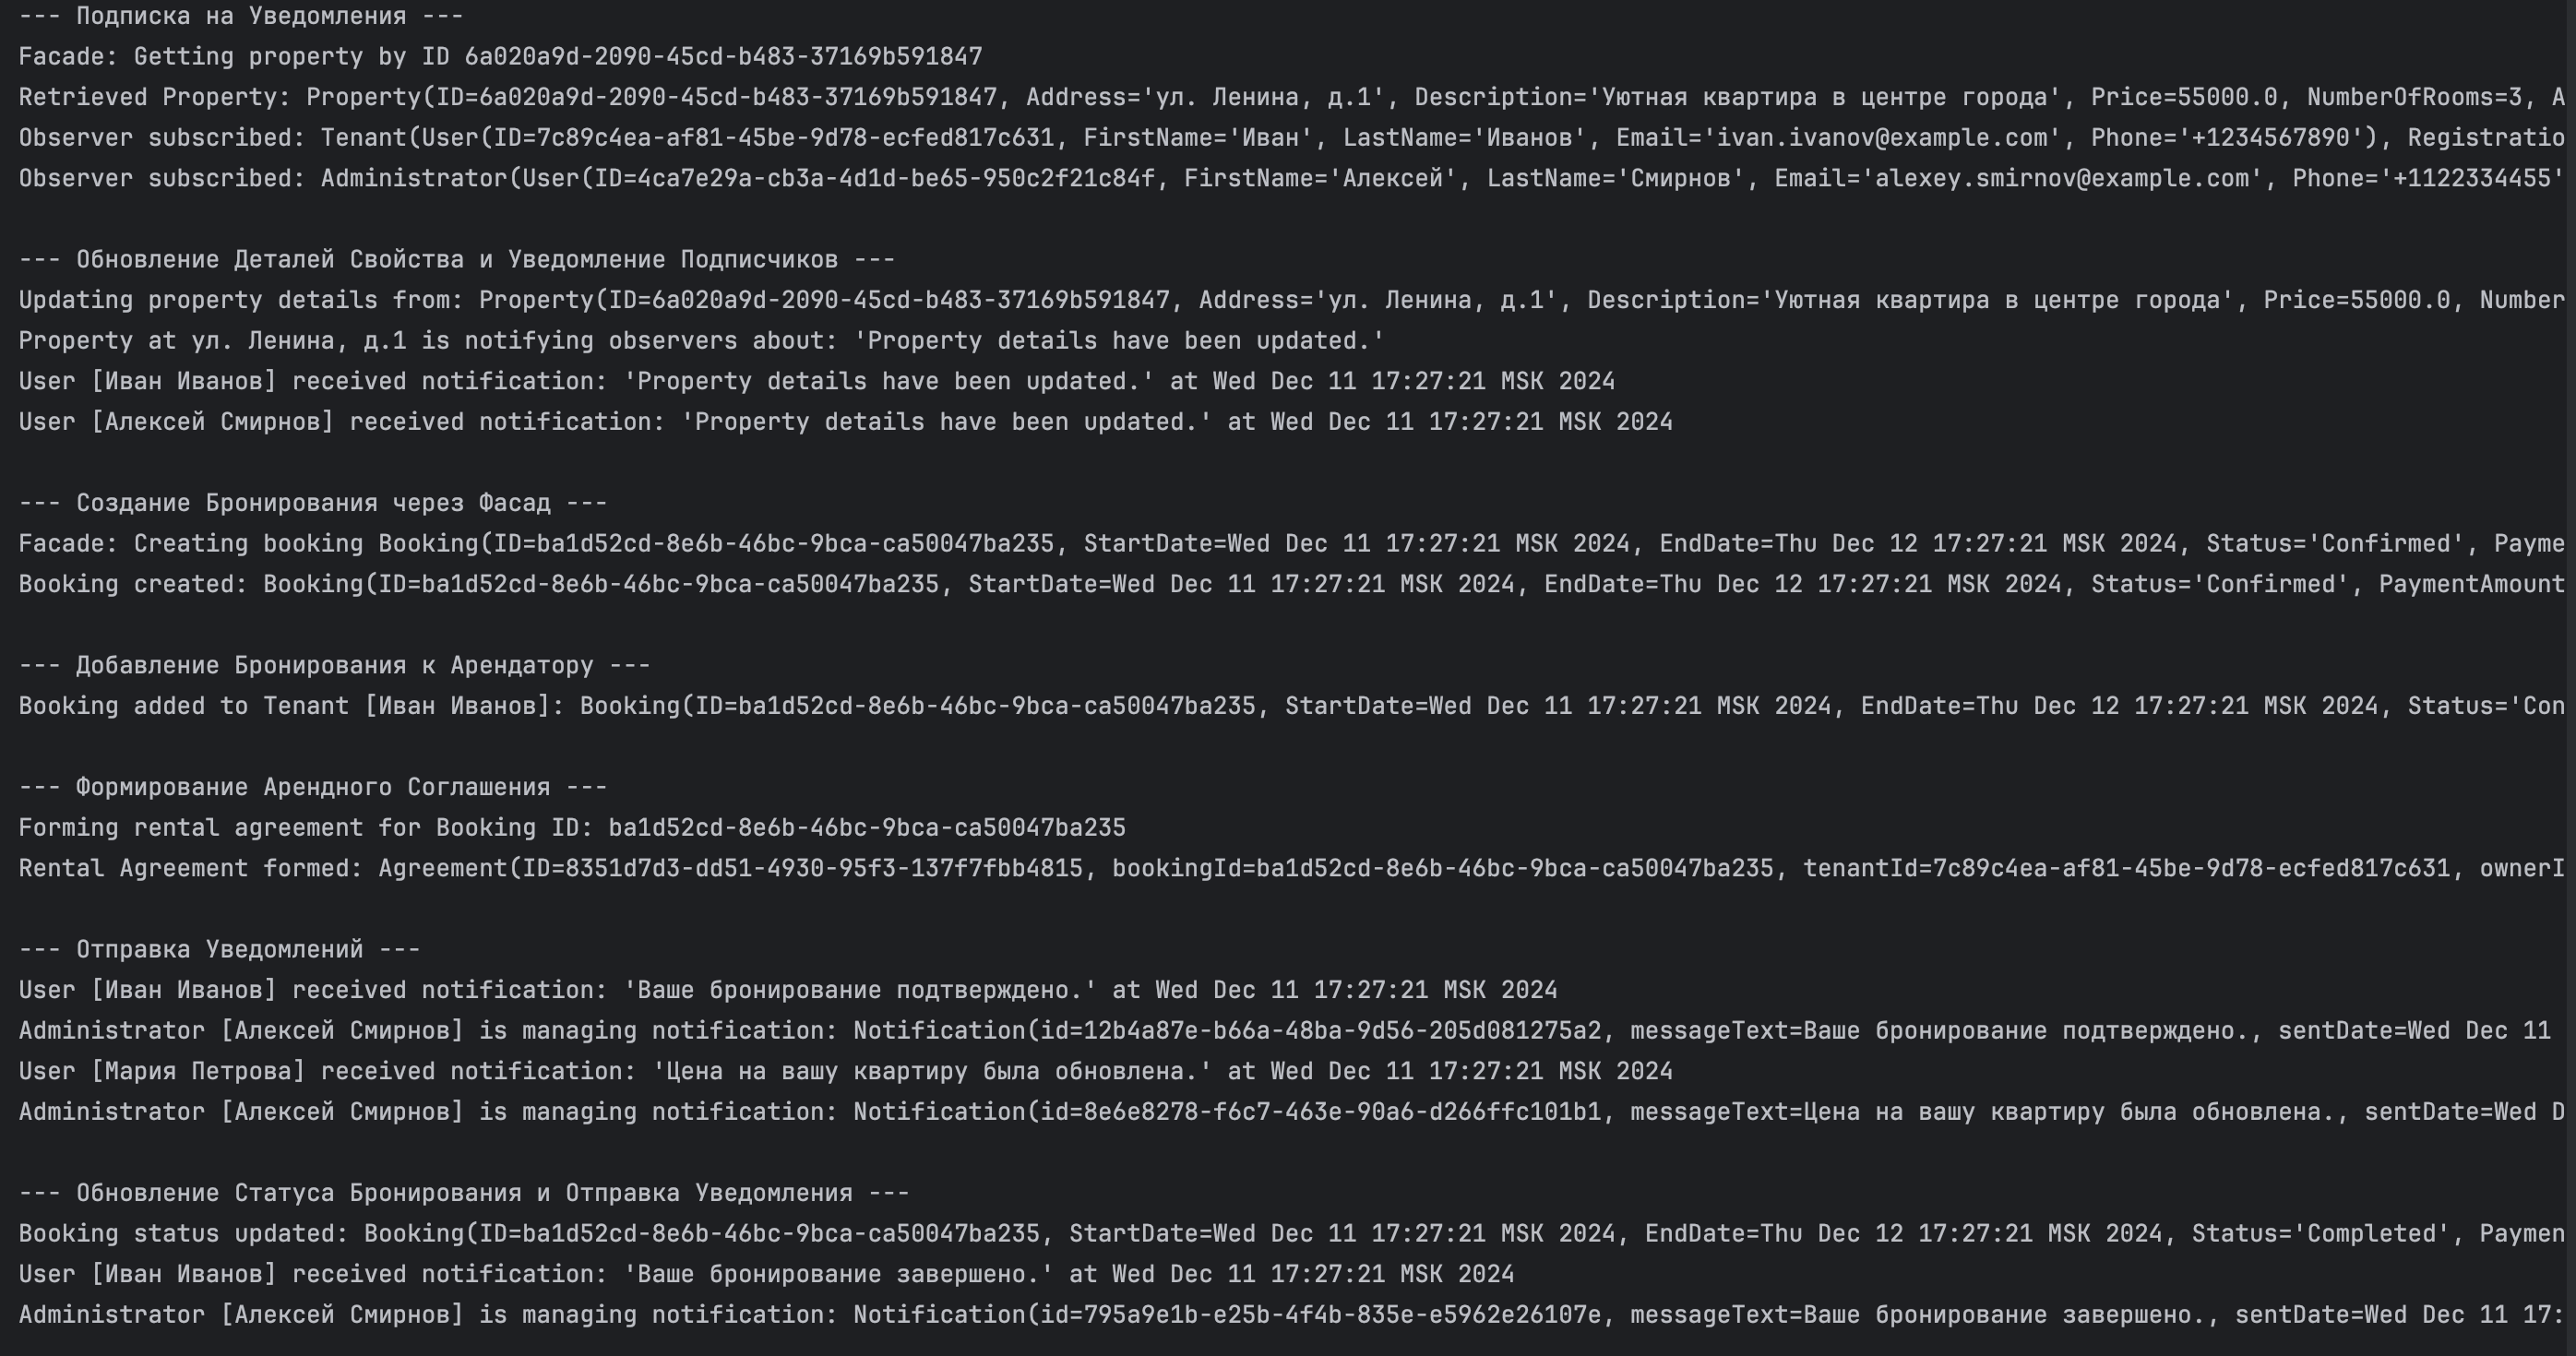 --- Подписка на Уведомления ---
Facade: Getting property by ID 6a020a9d-2090-45cd-b483-37169b591847
Retrieved Property: Property(ID=6a020a9d-2090-45cd-b483-37169b591847, Address='ул. Ленина, д.1', Description='Уютная квартира в центре города', Price=55000.0, NumberOfRooms=3, A
Observer subscribed: Tenant(User(ID=7c89c4ea-af81-45be-9d78-ecfed817c631, FirstName='Иван', LastName='Иванов', Email='ivan.ivanov@example.com', Phone='+1234567890'), Registratio
Observer subscribed: Administrator(User(ID=4ca7e29a-cb3a-4d1d-be65-950c2f21c84f, FirstName='Алексей', LastName='Смирнов', Email='alexey.smirnov@example.com', Phone='+1122334455'
--- Обновление Деталей Свойства и Уведомление Подписчиков ---
Updating property details from: Property(ID=6a020a9d-2090-45cd-b483-37169b591847, Address='ул. Ленина, д.1', Description='Уютная квартира в центре города', Price=55000.0, Number
Property at ул. Ленина, д.1 is notifying observers about: 'Property details have been updated.'
User [Иван Иванов] received notification: 'Property details have been updated.' at Wed Dec 11 17:27:21 MSK 2024
User [Алексей Смирнов] received notification: 'Property details have been updated.' at Wed Dec 11 17:27:21 MSK 2024
--- Создание Бронирования через Фасад ---
Facade: Creating booking Booking(ID=ba1d52cd-8e6b-46bc-9bca-ca50047ba235, StartDate=Wed Dec 11 17:27:21 MSK 2024, EndDate=Thu Dec 12 17:27:21 MSK 2024, Status='Confirmed', Payme
Booking created: Booking(ID=ba1d52cd-8e6b-46bc-9bca-ca50047ba235, StartDate=Wed Dec 11 17:27:21 MSK 2024, EndDate=Thu Dec 12 17:27:21 MSK 2024, Status='Confirmed', PaymentAmount
--- Добавление Бронирования к Арендатору ---
Booking added to Tenant [Иван Иванов]: Booking(ID=ba1d52cd-8e6b-46bc-9bca-ca50047ba235, StartDate=Wed Dec 11 17:27:21 MSK 2024, EndDate=Thu Dec 12 17:27:21 MSK 2024, Status='Con
--- Формирование Арендного Соглашения ---
Forming rental agreement for Booking ID: ba1d52cd-8e6b-46bc-9bca-ca50047ba235
Rental Agreement formed: Agreement(ID=8351d7d3-dd51-4930-95f3-137f7fbb4815, bookingId=ba1d52cd-8e6b-46bc-9bca-ca50047ba235, tenantId=7c89c4ea-af81-45be-9d78-ecfed817c631, ownerI
--- Отправка Уведомлений ---
User [Иван Иванов] received notification: 'Ваше бронирование подтверждено.' at Wed Dec 11 17:27:21 MSK 2024
Administrator [Алексей Смирнов] is managing notification: Notification(id=12b4a87e-b66a-48ba-9d56-205d081275a2, messageText=Ваше бронирование подтверждено., sentDate=Wed Dec 11
User [Мария Петрова] received notification: 'Цена на вашу квартиру была обновлена.' at Wed Dec 11 17:27:21 MSK 2024
Administrator [Алексей Смирнов] is managing notification: Notification(id=8e6e8278-f6c7-463e-90a6-d266ffc101b1, messageText=Цена на вашу квартиру была обновлена., sentDate=Wed D
--- Обновление Статуса Бронирования и Отправка Уведомления ---
Booking status updated: Booking(ID=ba1d52cd-8e6b-46bc-9bca-ca50047ba235, StartDate=Wed Dec 11 17:27:21 MSK 2024, EndDate=Thu Dec 12 17:27:21 MSK 2024, Status='Completed', Paymen
User [Иван Иванов] received notification: 'Ваше бронирование завершено.' at Wed Dec 11 17:27:21 MSK 2024
Administrator [Алексей Смирнов] is managing notification: Notification(id=795a9e1b-e25b-4f4b-835e-e5962e26107e, messageText=Ваше бронирование завершено., sentDate=Wed Dec 11 17: